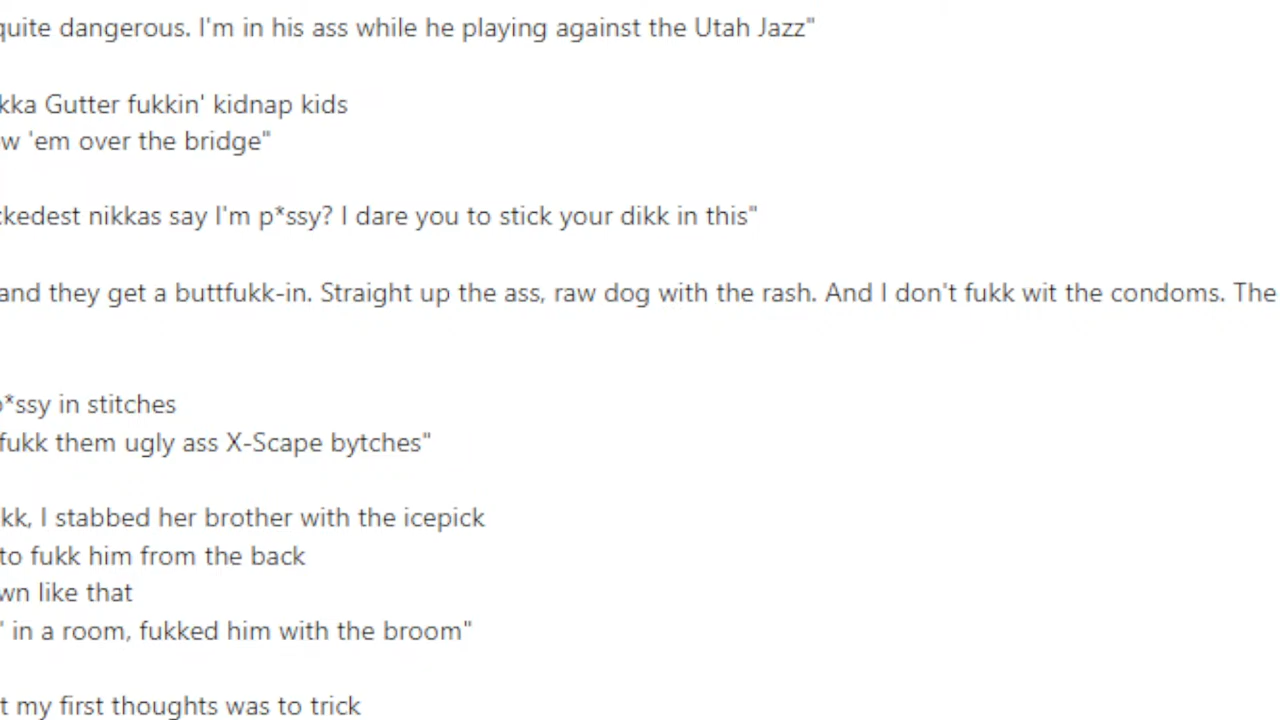 quite dangerous. I'm in his ass while he playing against the Utah Jazz"
kka Gutter fukkin' kidnap kids
w 'em over the bridge"
ckedest nikkas say I'm p*ssy? I dare you to stick your dikk in this"
and they get a buttfukk-in. Straight up the ass, raw dog with the rash. And I don't fukk wit the condoms. The
p*ssy in stitches
fukk them ugly ass X-Scape bytches"
kk, I stabbed her brother with the icepick
to fukk him from the back
wn like that
" in a room, fukked him with the broom"
t my first thoughts was to trick